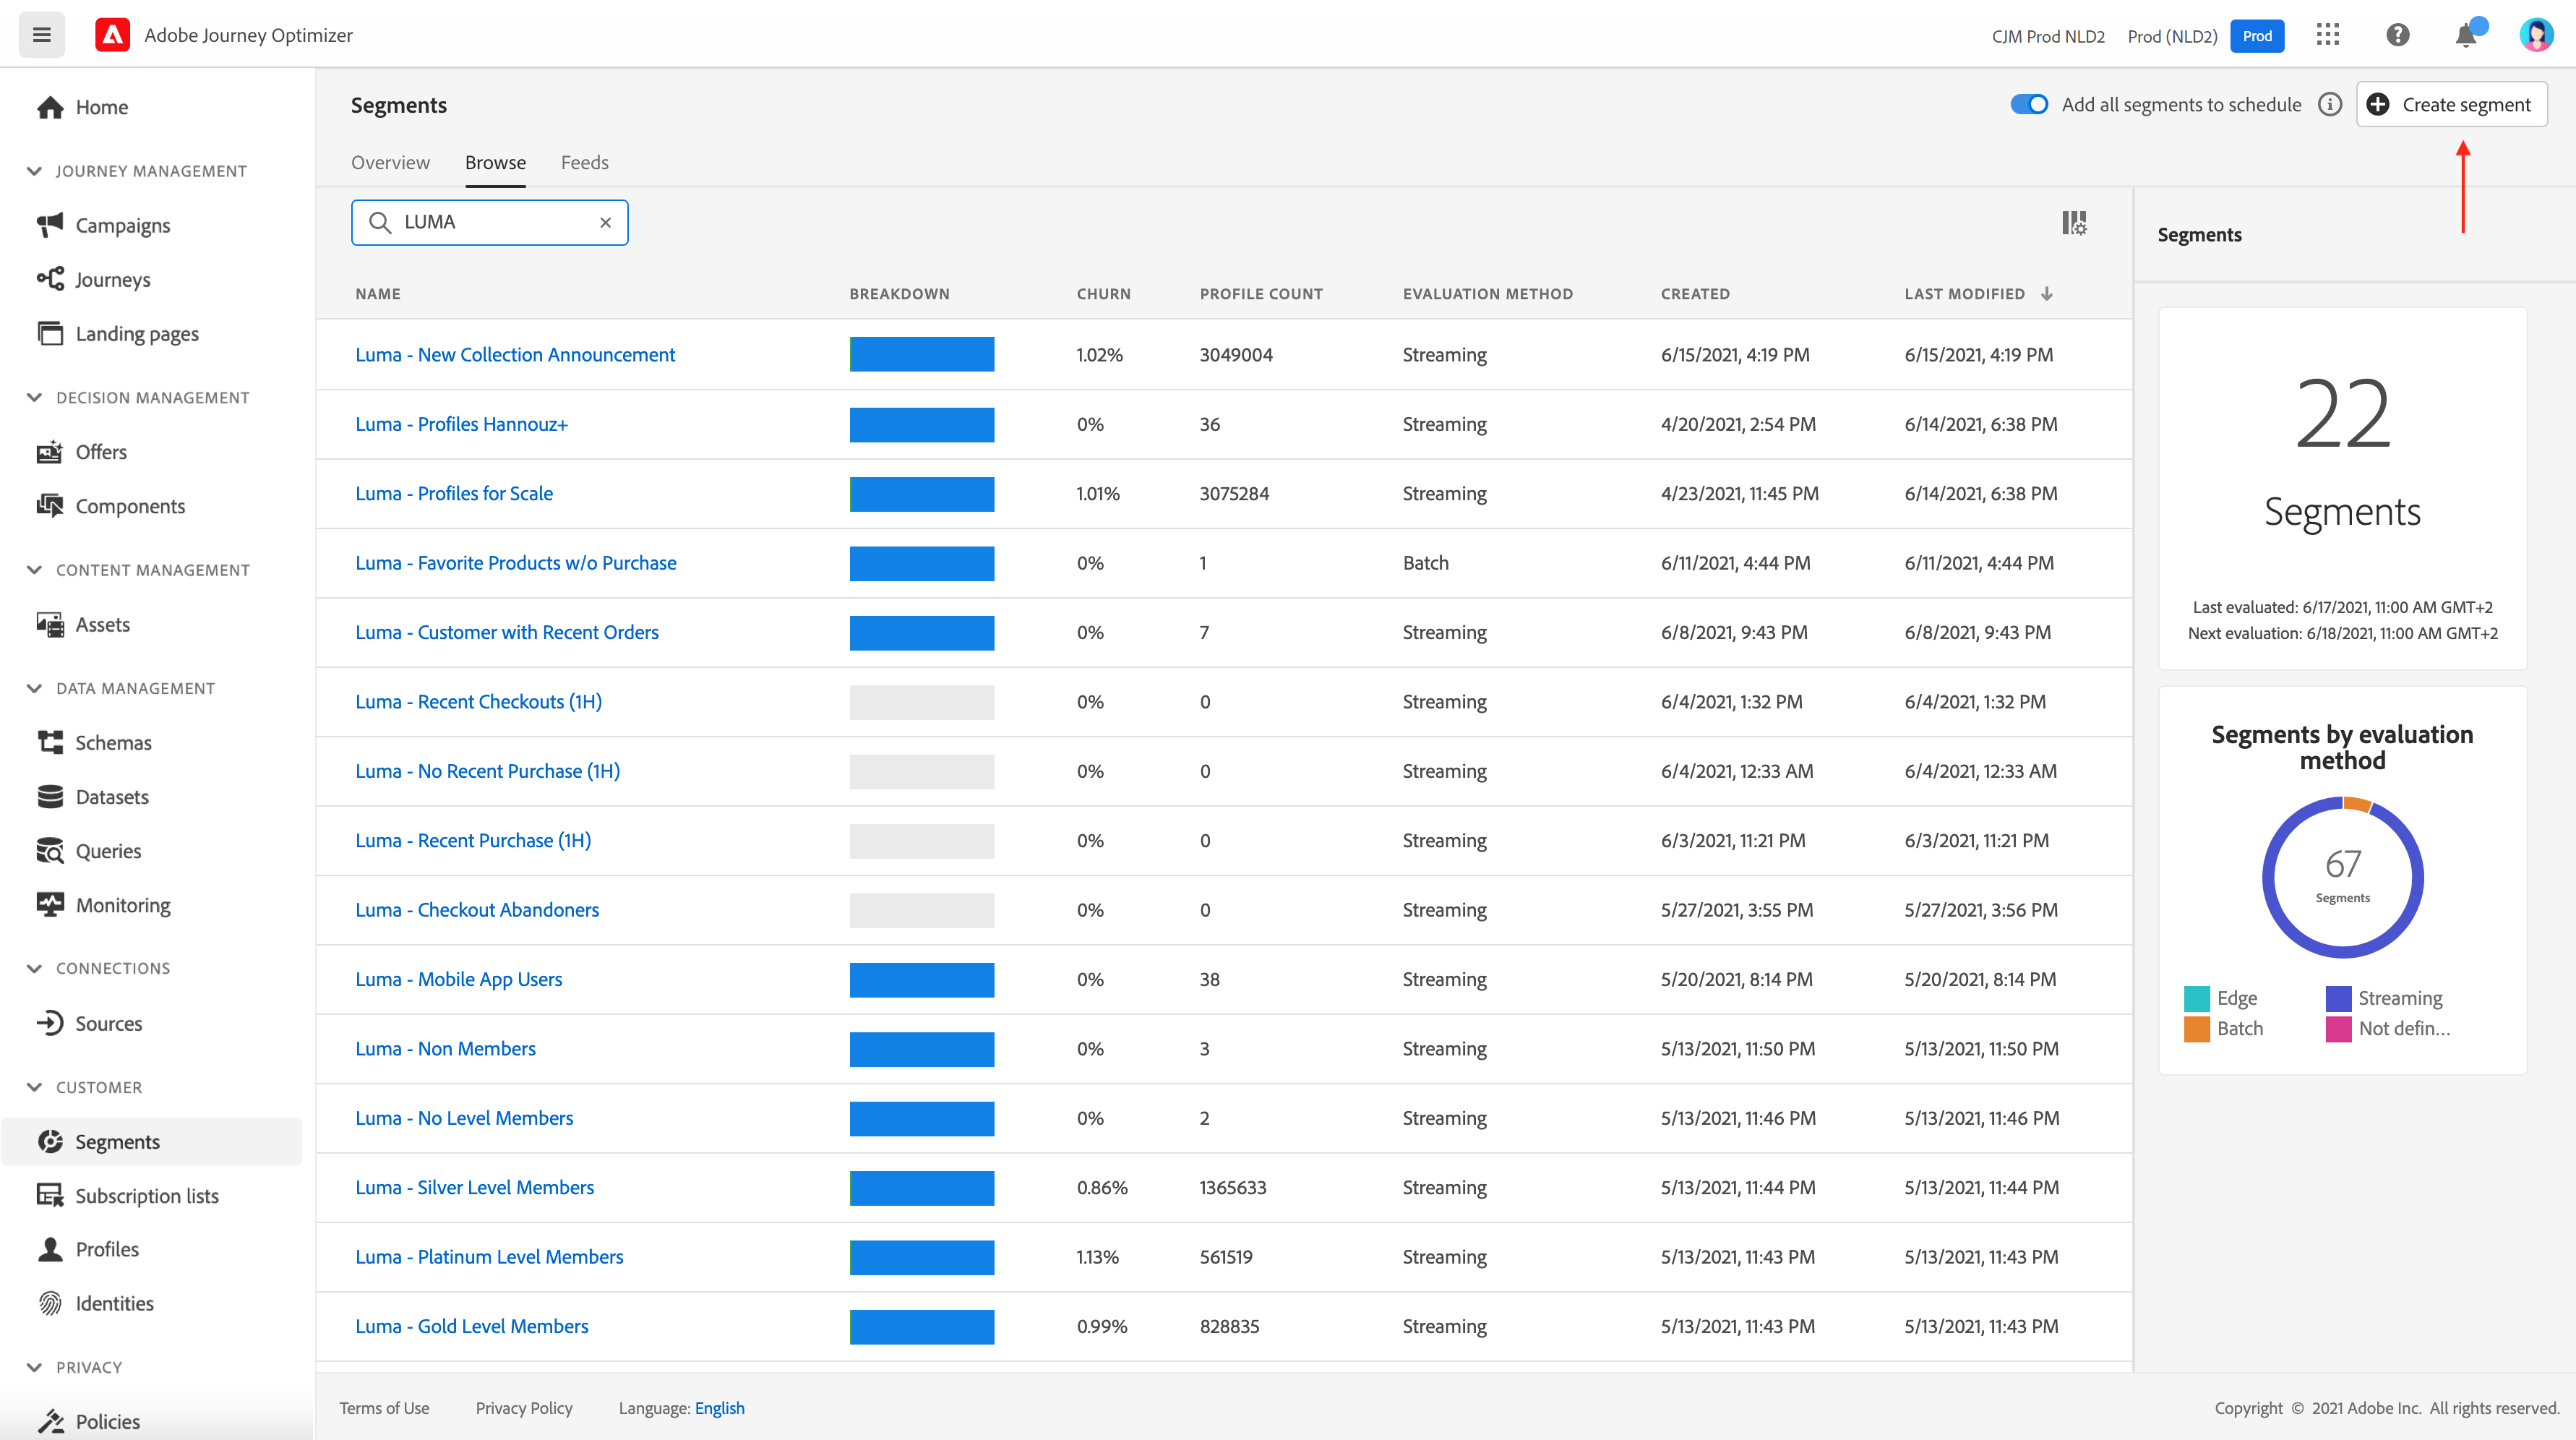 Adobe Journey Optimizer
CJM Prod NLD2 Prod (NLD2) Prod
Home
JOURNEY MANAGEMENT
Campaigns
Journeys
Landing pages
DECISION MANAGEMENT
Offers
Components
CONTENT MANAGEMENT
Assets
DATA MANAGEMENT
Schemas
Datasets
Queries
Monitoring
CONNECTIONS
Sources
CUSTOMER
Segments
Subscription lists
Profiles
Identities
PRIVACY
Policies
Segments
Add all segments to schedule Create segment
Overview Browse Feeds
LUMA
NAME BREAKDOWN CHURN PROFILE COUNT EVALUATION METHOD CREATED LAST MODIFIED
Luma - New Collection Announcement 1.02% 3049004 Streaming 6/15/2021, 4:19 PM 6/15/2021, 4:19 PM
Luma - Profiles Hannouz+ 0% 36 Streaming 4/20/2021, 2:54 PM 6/14/2021, 6:38 PM
Luma - Profiles for Scale 1.01% 3075284 Streaming 4/23/2021, 11:45 PM 6/14/2021, 6:38 PM
Luma - Favorite Products w/o Purchase 0% 1 Batch 6/11/2021, 4:44 PM 6/11/2021, 4:44 PM
Luma - Customer with Recent Orders 0% 7 Streaming 6/8/2021, 9:43 PM 6/8/2021, 9:43 PM
Luma - Recent Checkouts (1H) 0% 0 Streaming 6/4/2021, 1:32 PM 6/4/2021, 1:32 PM
Luma - No Recent Purchase (1H) 0% 0 Streaming 6/4/2021, 12:33 AM 6/4/2021, 12:33 AM
Luma - Recent Purchase (1H) 0% 0 Streaming 6/3/2021, 11:21 PM 6/3/2021, 11:21 PM
Luma - Checkout Abandoners 0% 0 Streaming 5/27/2021, 3:55 PM 5/27/2021, 3:56 PM
Luma - Mobile App Users 0% 38 Streaming 5/20/2021, 8:14 PM 5/20/2021, 8:14 PM
Luma - Non Members 0% 3 Streaming 5/13/2021, 11:50 PM 5/13/2021, 11:50 PM
Luma - No Level Members 0% 2 Streaming 5/13/2021, 11:46 PM 5/13/2021, 11:46 PM
Luma - Silver Level Members 0.86% 1365633 Streaming 5/13/2021, 11:44 PM 5/13/2021, 11:44 PM
Luma - Platinum Level Members 1.13% 561519 Streaming 5/13/2021, 11:43 PM 5/13/2021, 11:43 PM
Luma - Gold Level Members 0.99% 828835 Streaming 5/13/2021, 11:43 PM 5/13/2021, 11:43 PM
Segments
22
Segments
Last evaluated: 6/17/2021, 11:00 AM GMT+2
Next evaluation: 6/18/2021, 11:00 AM GMT+2
Segments by evaluation
method
67
Segments
Edge Streaming
Batch Not defin...
Terms of Use Privacy Policy Language: English
Copyright © 2021 Adobe Inc. All rights reserved.